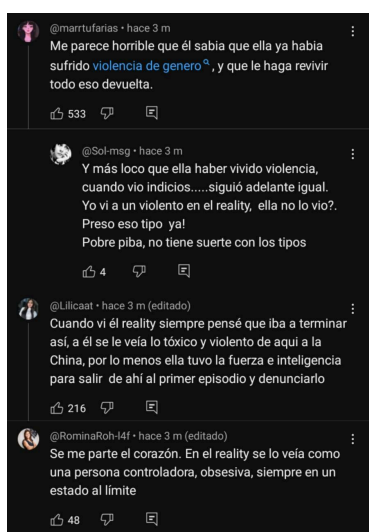 @marrtufarias • hace 3 m
Me parece horrible que él sabia que ella ya habia
sufrido violencia de genero, y que le haga revivir
todo eso devuelta.
533
@Sol-msg • hace 3 m
Y más loco que ella haber vivido violencia,
cuando vio indicios.....siguió adelante igual.
Yo vi a un violento en el reality, ella no lo vio?.
Preso eso tipo ya!
Pobre piba, no tiene suerte con los tipos
4
@Lilicaat • hace 3 m (editado)
Cuando vi él reality siempre pensé que iba a terminar
así, a él se le veía lo tóxico y violento de aqui a la
China, por lo menos ella tuvo la fuerza e inteligencia
para salir de ahí al primer episodio y denunciarlo
216
@RominaRoh-l4f • hace 3 m (editado)
Se me parte el corazón. En el reality se lo veía como
una persona controladora, obsesiva, siempre en un
estado al límite
48